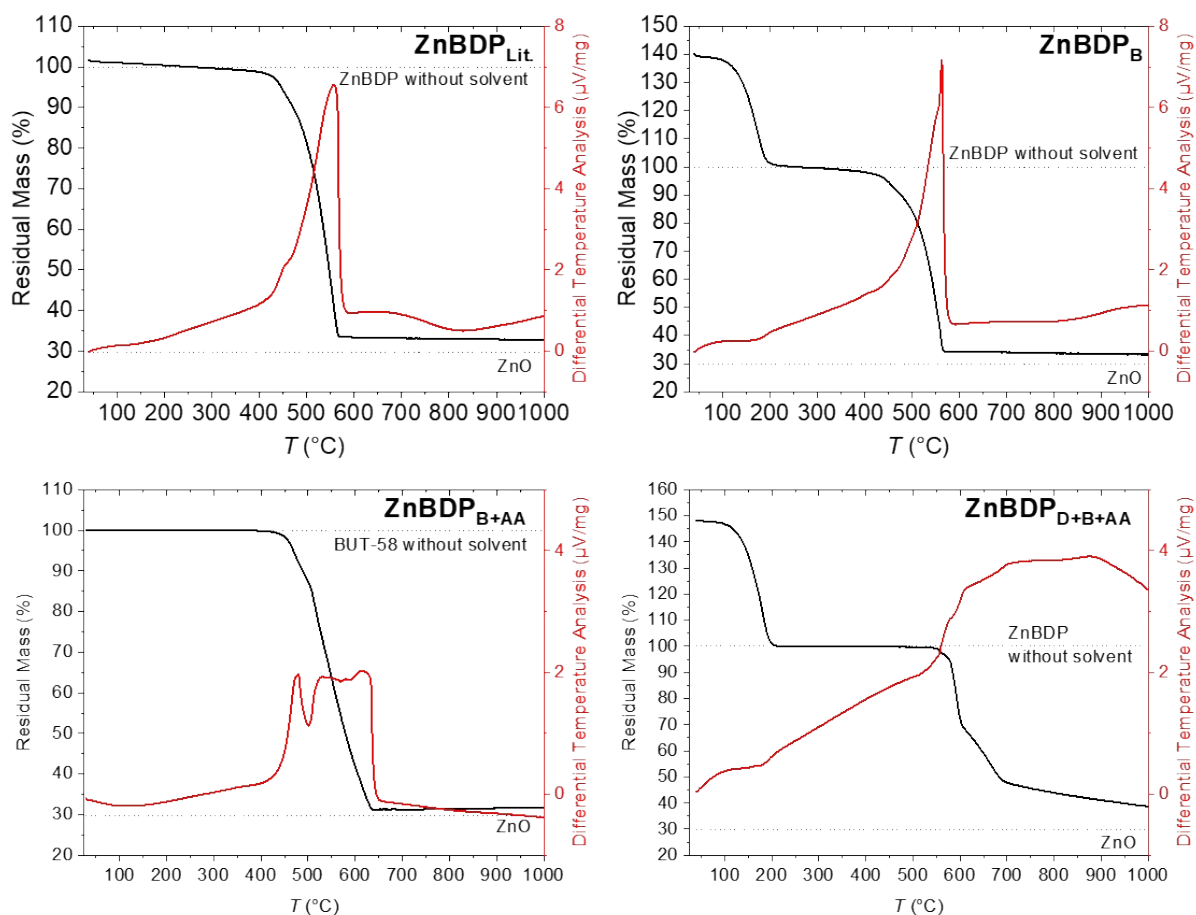 ZnBDP_Lit.
ZnBDP without solvent
ZnO
Residual Mass (%)
110
100
90
80
70
60
50
40
30
20
100 200 300 400 500 600 700 800 900 1000
T (°C)
8
6
4
2
0
Differential Temperature Analysis (µV/mg)
ZnBDP_B
ZnBDP without solvent
ZnO
Residual Mass (%)
150
140
130
120
110
100
90
80
70
60
50
40
30
20
100 200 300 400 500 600 700 800 900 1000
T (°C)
8
6
4
2
0
Differential Temperature Analysis (µV/mg)
ZnBDP_B+AA
BUT-58 without solvent
ZnO
Residual Mass (%)
110
100
90
80
70
60
50
40
30
20
100 200 300 400 500 600 700 800 900 1000
T (°C)
4
2
0
Differential Temperature Analysis (µV/mg)
ZnBDP_D+B+AA
ZnBDP
without solvent
ZnO
Residual Mass (%)
160
150
140
130
120
110
100
90
80
70
60
50
40
30
20
100 200 300 400 500 600 700 800 900 1000
T (°C)
4
2
0
Differential Temperature Analysis (µV/mg)